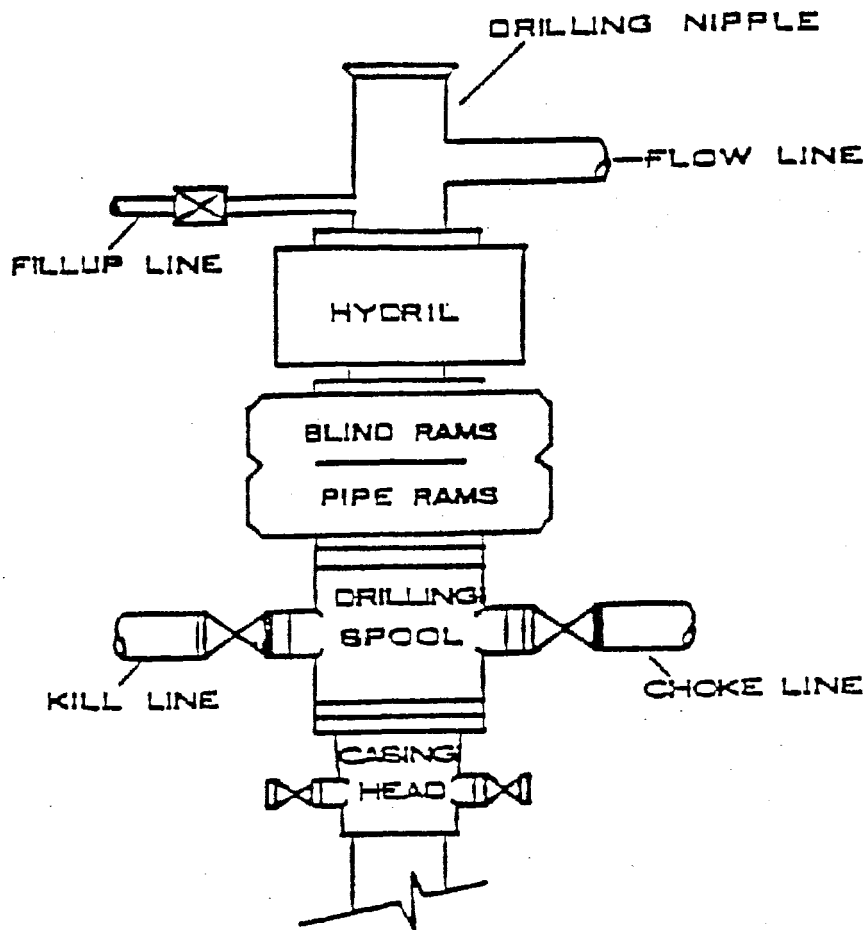 DRILLING NIPPLE
FLOW LINE
FILLUP LINE
HYDRIL
BLIND RAMS
PIPE RAMS
DRILLING
SPOOL
KILL LINE
CHOKE LINE
CASING
HEAD